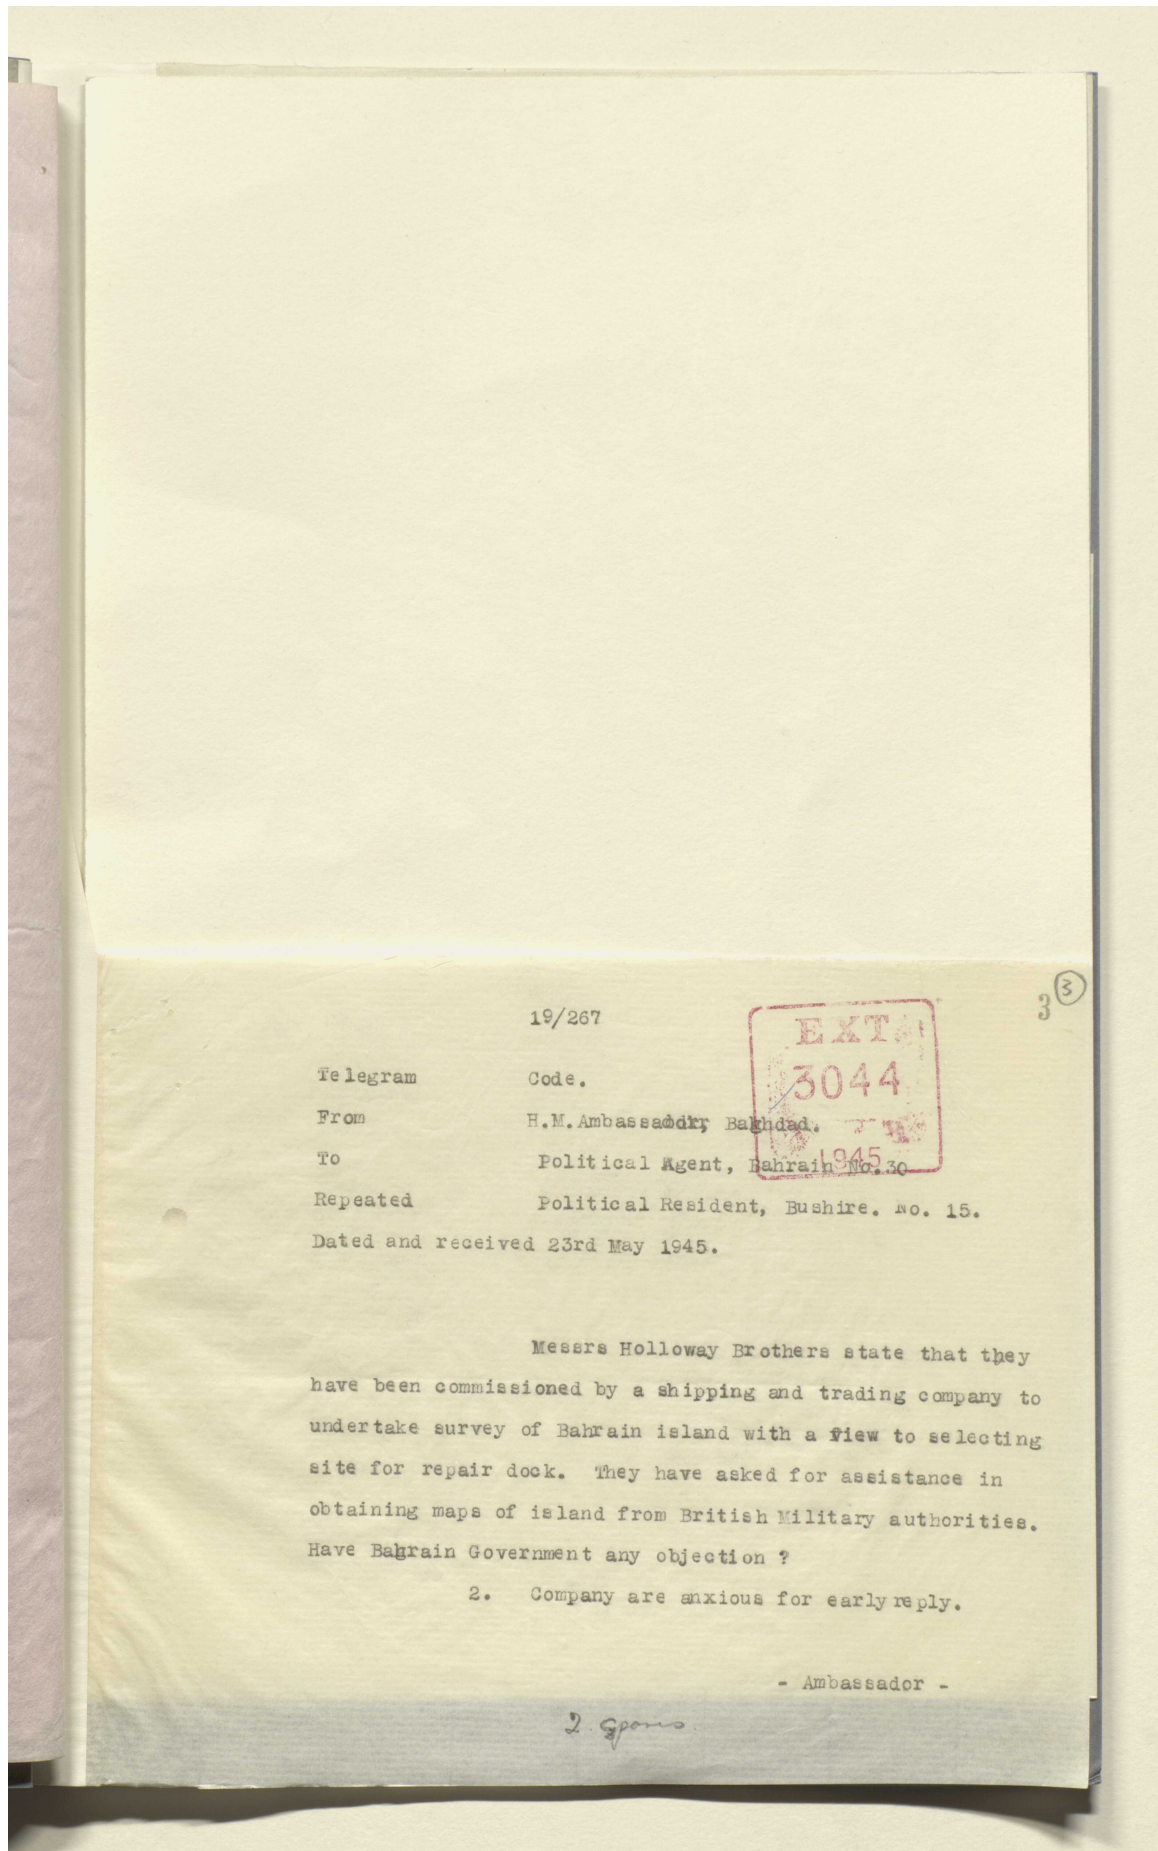 3
3
19/267
EXT
3044
1945
Telegram Code.
From H.M.Ambassador, Baghdad.
To Political Agent, Bahrain No.30
Repeated Political Resident, Bushire. No. 15.
Dated and received 23rd May 1945.
Messrs Holloway Brothers state that they
have been commissioned by a shipping and trading company to
undertake survey of Bahrain island with a view to selecting
site for repair dock. They have asked for assistance in
obtaining maps of island from British Military authorities.
Have Bahrain Government any objection ?
2. Company are anxious for early reply.
- Ambassador -
2.